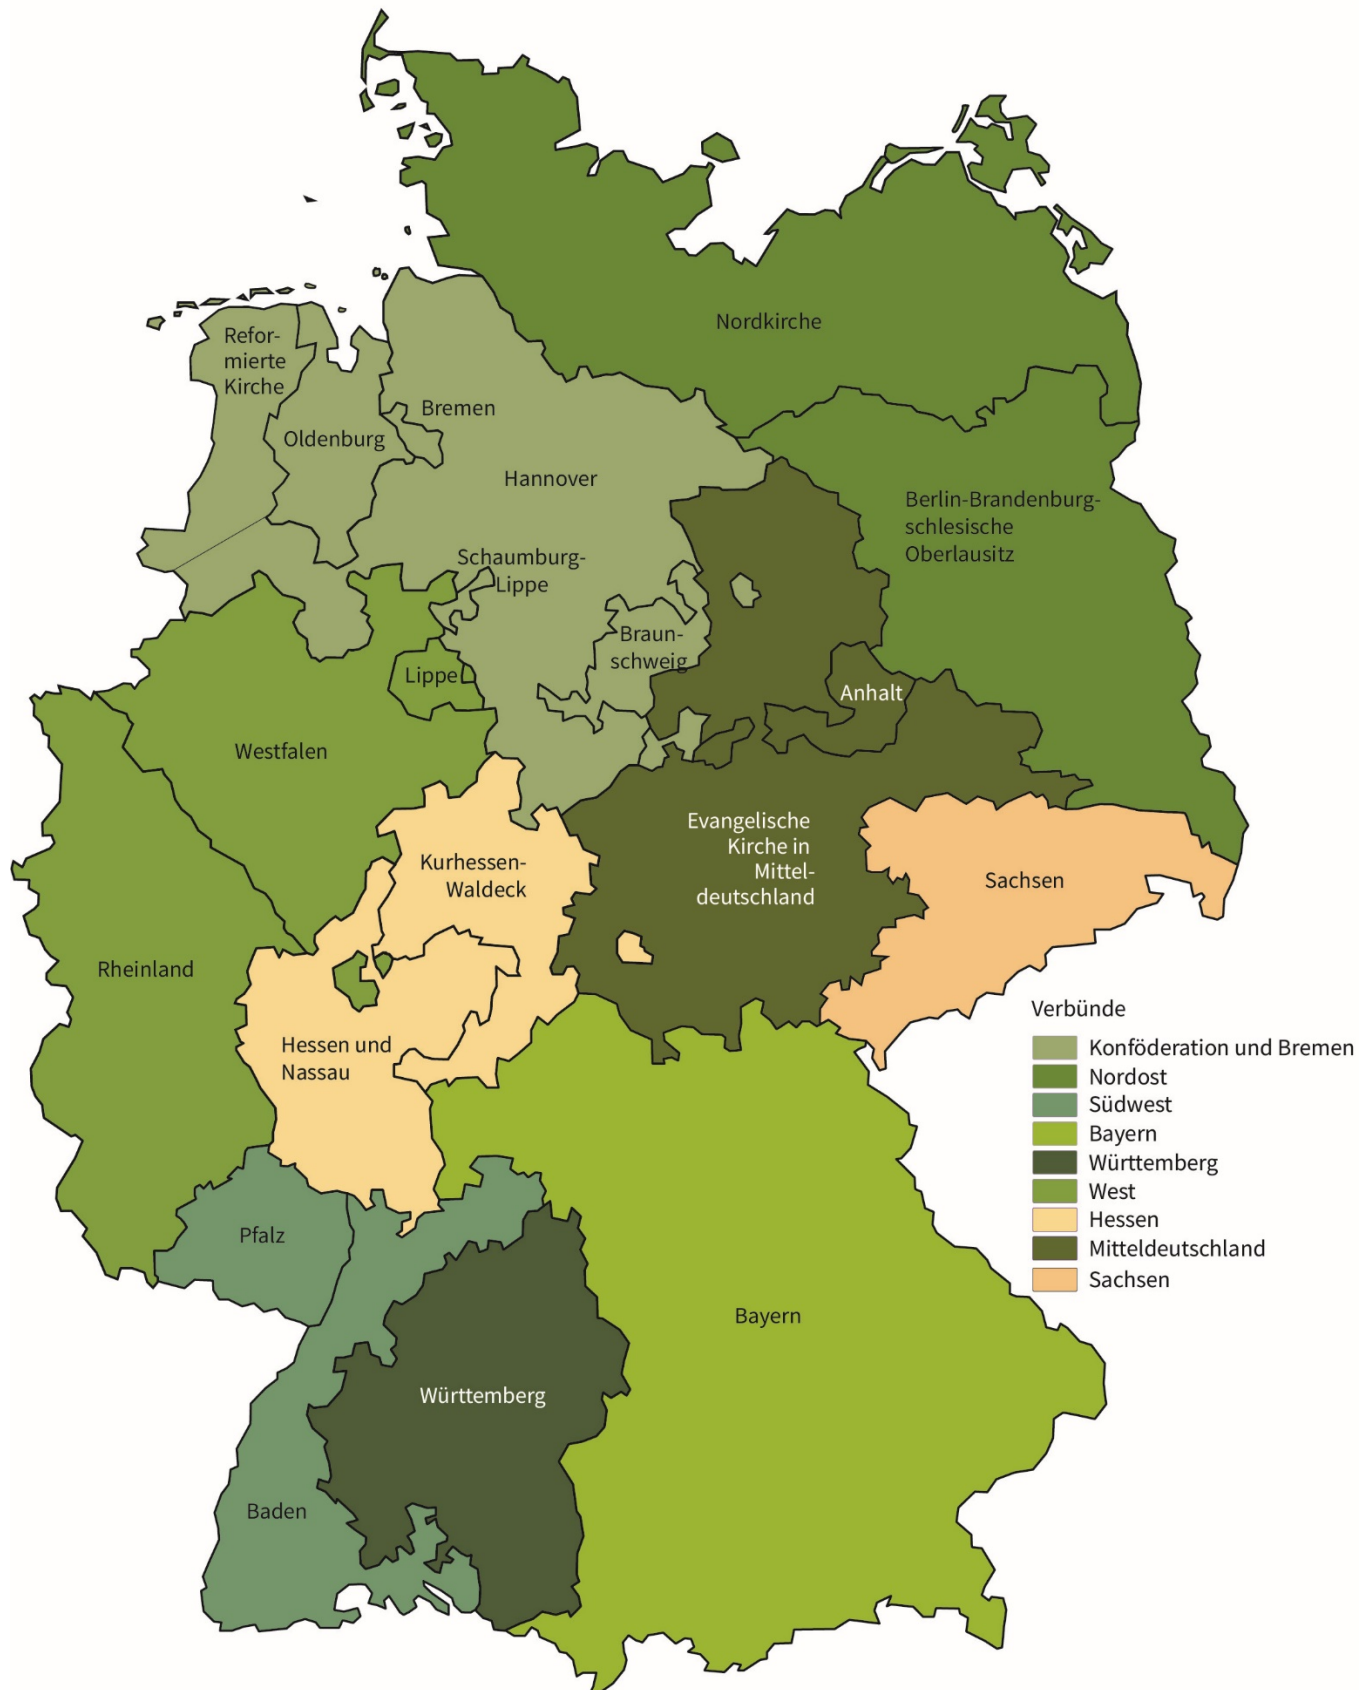 Nordkirche
Refor-
mierte
Kirche
Bremen
Oldenburg
Hannover
Berlin-Brandenburg-
schlesische
Oberlausitz
Schaumburg-
Lippe
Braun-
schweig
Lippe
Anhalt
Westfalen
Evangelische
Kirche in
Mittel-
deutschland
Kurhessen-
Waldeck
Sachsen
Rheinland
Hessen und
Nassau
Pfalz
Bayern
Württemberg
Baden
Verbünde
Konföderation und Bremen
Nordost
Südwest
Bayern
Württemberg
West
Hessen
Mitteldeutschland
Sachsen